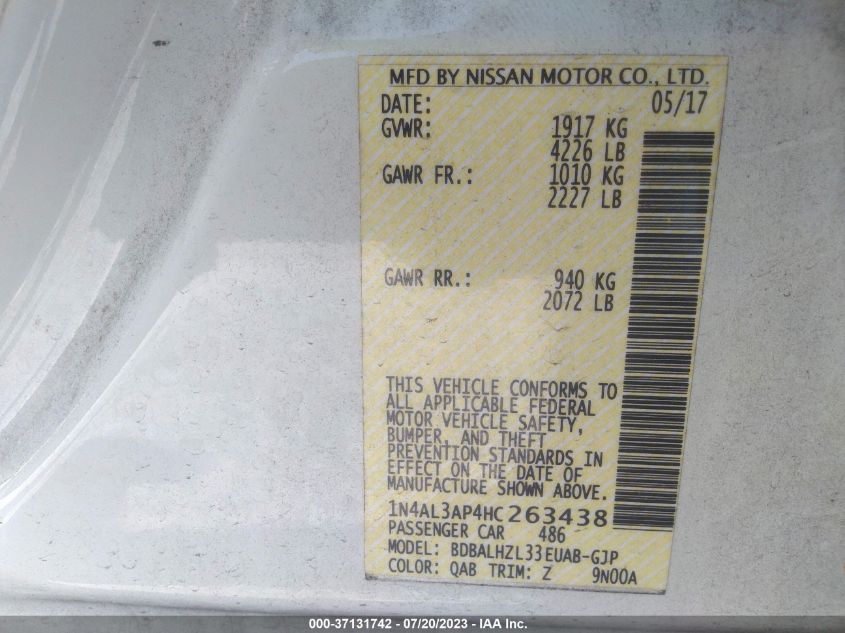 MFD BY NISSAN MOTOR CO., LTD.
DATE: 05/17
GVWR: 1917 KG
4226 LB
GAWR FR.: 1010 KG
2227 LB
GAWR RR.: 940 KG
2072 LB
THIS VEHICLE CONFORMS TO
ALL APPLICABLE FEDERAL
MOTOR VEHICLE SAFETY,
BUMPER, AND THEFT
PREVENTION STANDARDS IN
EFFECT ON THE DATE OF
MANUFACTURE SHOWN ABOVE.
1N4AL3AP4HC263438
PASSENGER CAR 486
MODEL: BDBALHZL33EUAB-GJP
COLOR: QAB TRIM: Z 9N00A
000-37131742 - 07/20/2023 - IAA Inc.